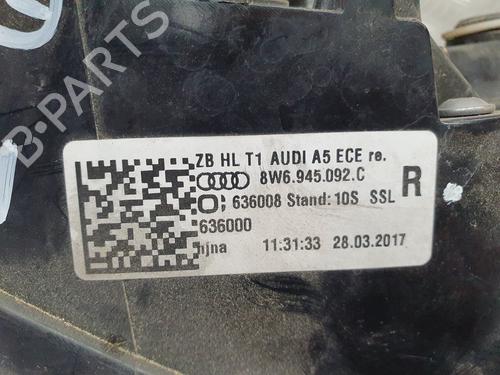 B-PARTS
ZB HL T1 AUDI A5 ECE re.
8W6.945.092.C
R
636008 Stand: 10S SSL
636000
hjna 11:31:33 28.03.2017